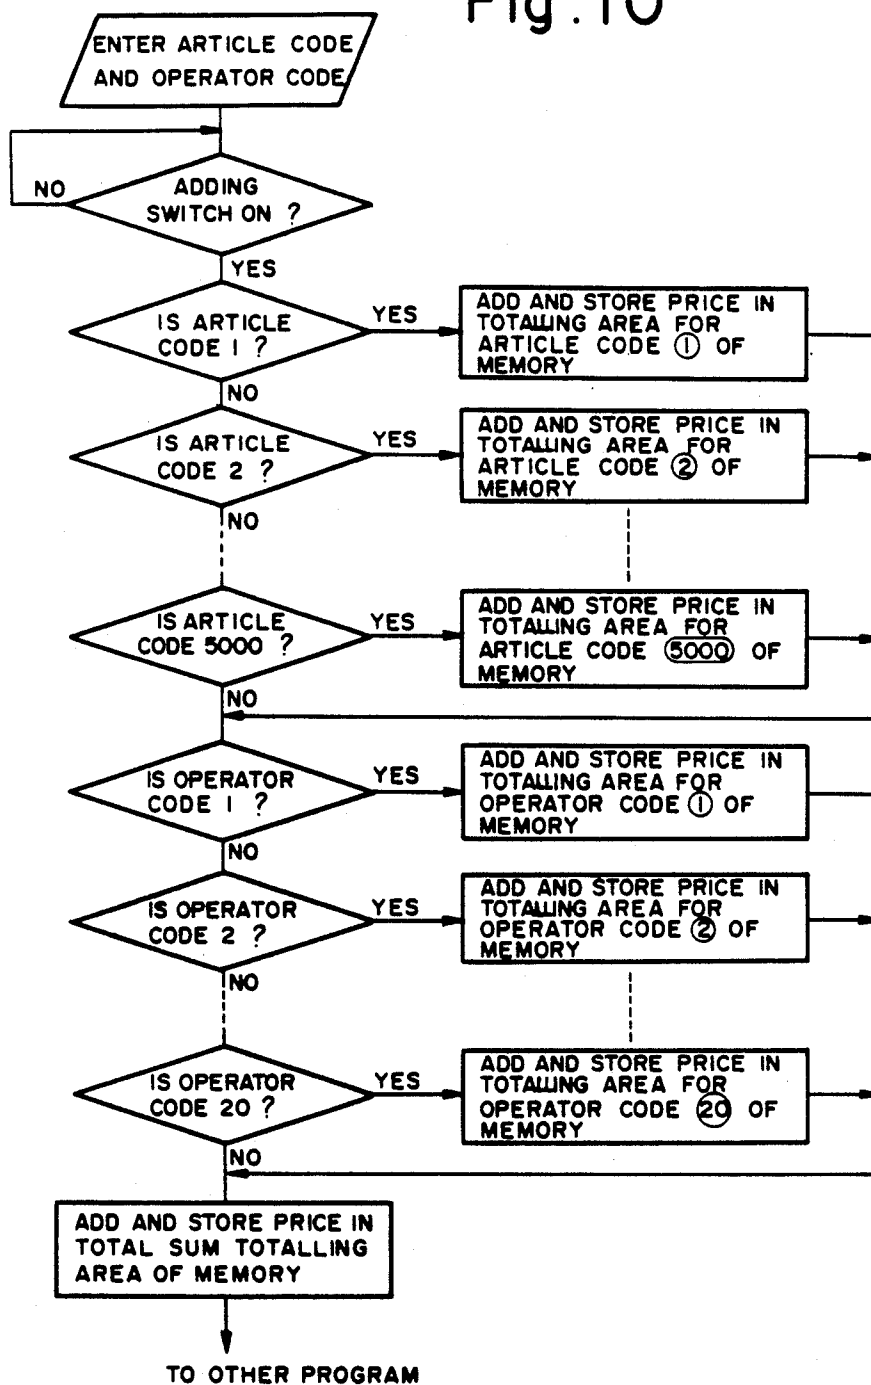 Fig. 10
ENTER ARTICLE CODE
AND OPERATOR CODE
NO
ADDING
SWITCH ON ?
YES
IS ARTICLE
CODE 1 ?
YES
ADD AND STORE PRICE IN
TOTALLING AREA FOR
ARTICLE CODE 1 OF
MEMORY
NO
IS ARTICLE
CODE 2 ?
YES
ADD AND STORE PRICE IN
TOTALLING AREA FOR
ARTICLE CODE 2 OF
MEMORY
NO
IS ARTICLE
CODE 5000 ?
YES
ADD AND STORE PRICE IN
TOTALLING AREA FOR
ARTICLE CODE 5000 OF
MEMORY
NO
IS OPERATOR
CODE 1 ?
YES
ADD AND STORE PRICE IN
TOTALLING AREA FOR
OPERATOR CODE 1 OF
MEMORY
NO
IS OPERATOR
CODE 2 ?
YES
ADD AND STORE PRICE IN
TOTALLING AREA FOR
OPERATOR CODE 2 OF
MEMORY
NO
IS OPERATOR
CODE 20 ?
YES
ADD AND STORE PRICE IN
TOTALLING AREA FOR
OPERATOR CODE 20 OF
MEMORY
NO
ADD AND STORE PRICE IN
TOTAL SUM TOTALLING
AREA OF MEMORY
TO OTHER PROGRAM